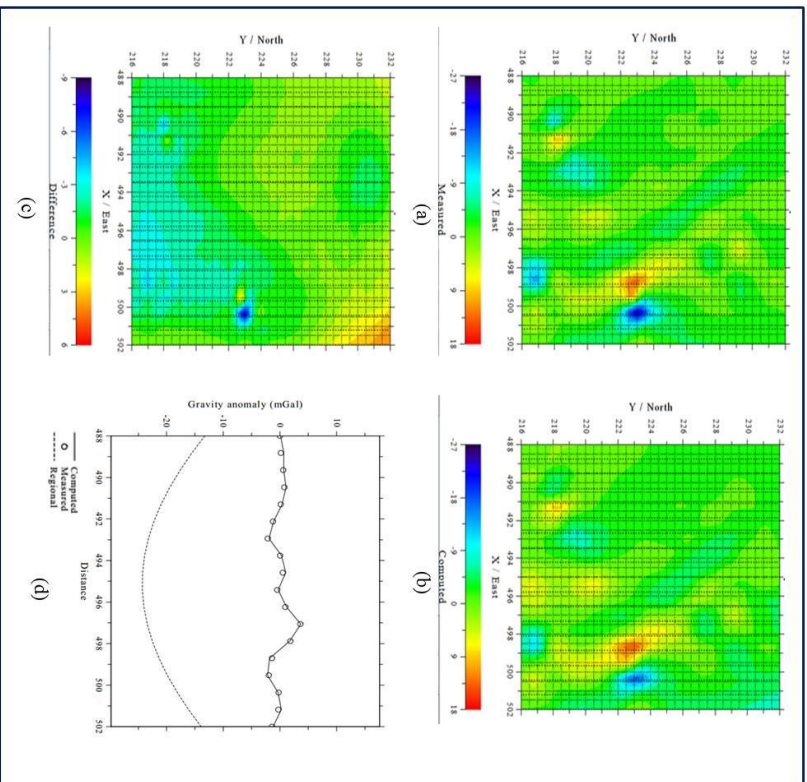 Y / North
216 218 220 222 224 226 228 230 232
488 490 492 494 496 498 500 502
X / East
-27 -18 -9 0 9 18
Measured
(a)
Y / North
216 218 220 222 224 226 228 230 232
488 490 492 494 496 498 500 502
X / East
-27 -18 -9 0 9 18
Computed
(b)
Y / North
216 218 220 222 224 226 228 230 232
488 490 492 494 496 498 500 502
X / East
-9 -6 -3 0 3 6
Difference
(c)
Gravity anomaly (mGal)
-20 -10 0 10
488 490 492 494 496 498 500 502
Distance
Computed
Measured
Regional
(d)